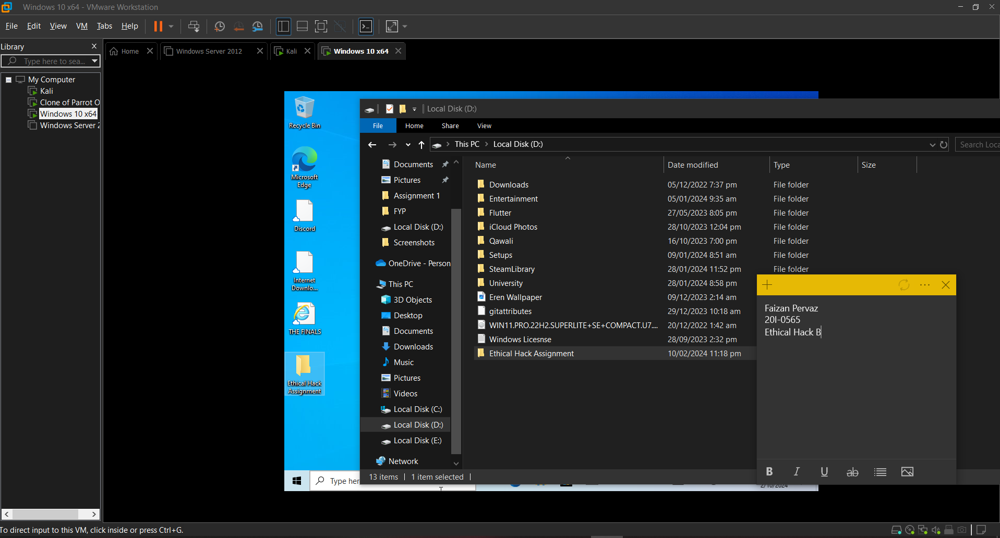 Windows 10 x64 - VMware Workstation
File Edit View VM Tabs Help
Library
Type here to sea...
My Computer
Kali
Clone of Parrot O
Windows 10 x64
Windows Server 2
Home
Windows Server 2012
Kali
Windows 10 x64
Recycle Bin
Microsoft
Edge
Discord
Internet
Downlo...
THE FINALS
Ethical Hack
Assignment
Type her
Local Disk (D:)
File Home Share View
This PC > Local Disk (D:)
Search Loca
Documents
Pictures
Assignment 1
FYP
Local Disk (D:)
Screenshots
OneDrive - Person
This PC
3D Objects
Desktop
Documents
Downloads
Music
Pictures
Videos
Local Disk (C:)
Local Disk (D:)
Local Disk (E:)
Network
Name Date modified Type Size
Downloads 05/12/2022 7:37 pm File folder
Entertainment 05/01/2024 9:35 am File folder
Flutter 27/05/2023 8:05 pm File folder
iCloud Photos 28/10/2023 12:04 pm File folder
Qawali 16/10/2023 7:00 pm File folder
Setups 09/01/2024 8:51 am File folder
SteamLibrary 28/01/2024 11:52 pm File folder
University 28/01/2024 8:58 pm
Eren Wallpaper 09/12/2023 2:14 am
gitattributes 29/12/2023 10:18 am
WIN11.PRO.22H2.SUPERLITE+SE+COMPACT.U7.... 20/12/2022 1:42 am
Windows Licesnse 28/09/2023 2:32 pm
Ethical Hack Assignment 10/02/2024 11:18 pm
13 items 1 item selected
Faizan Pervaz
20I-0565
Ethical Hack B
B I U ab
2/10/2024
To direct input to this VM, click inside or press Ctrl+G.